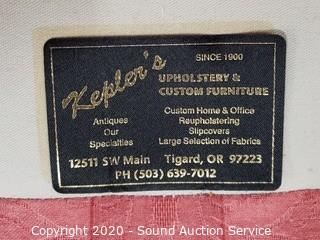 Kepler's
SINCE 1900
UPHOLSTERY &
CUSTOM FURNITURE
Antiques
Our
Specialties
Custom Home & Office
Reupholstering
Slipcovers
Large Selection of Fabrics
12511 SW Main Tigard, OR 97223
PH (503) 639-7012
Copyright 2020 - Sound Auction Service